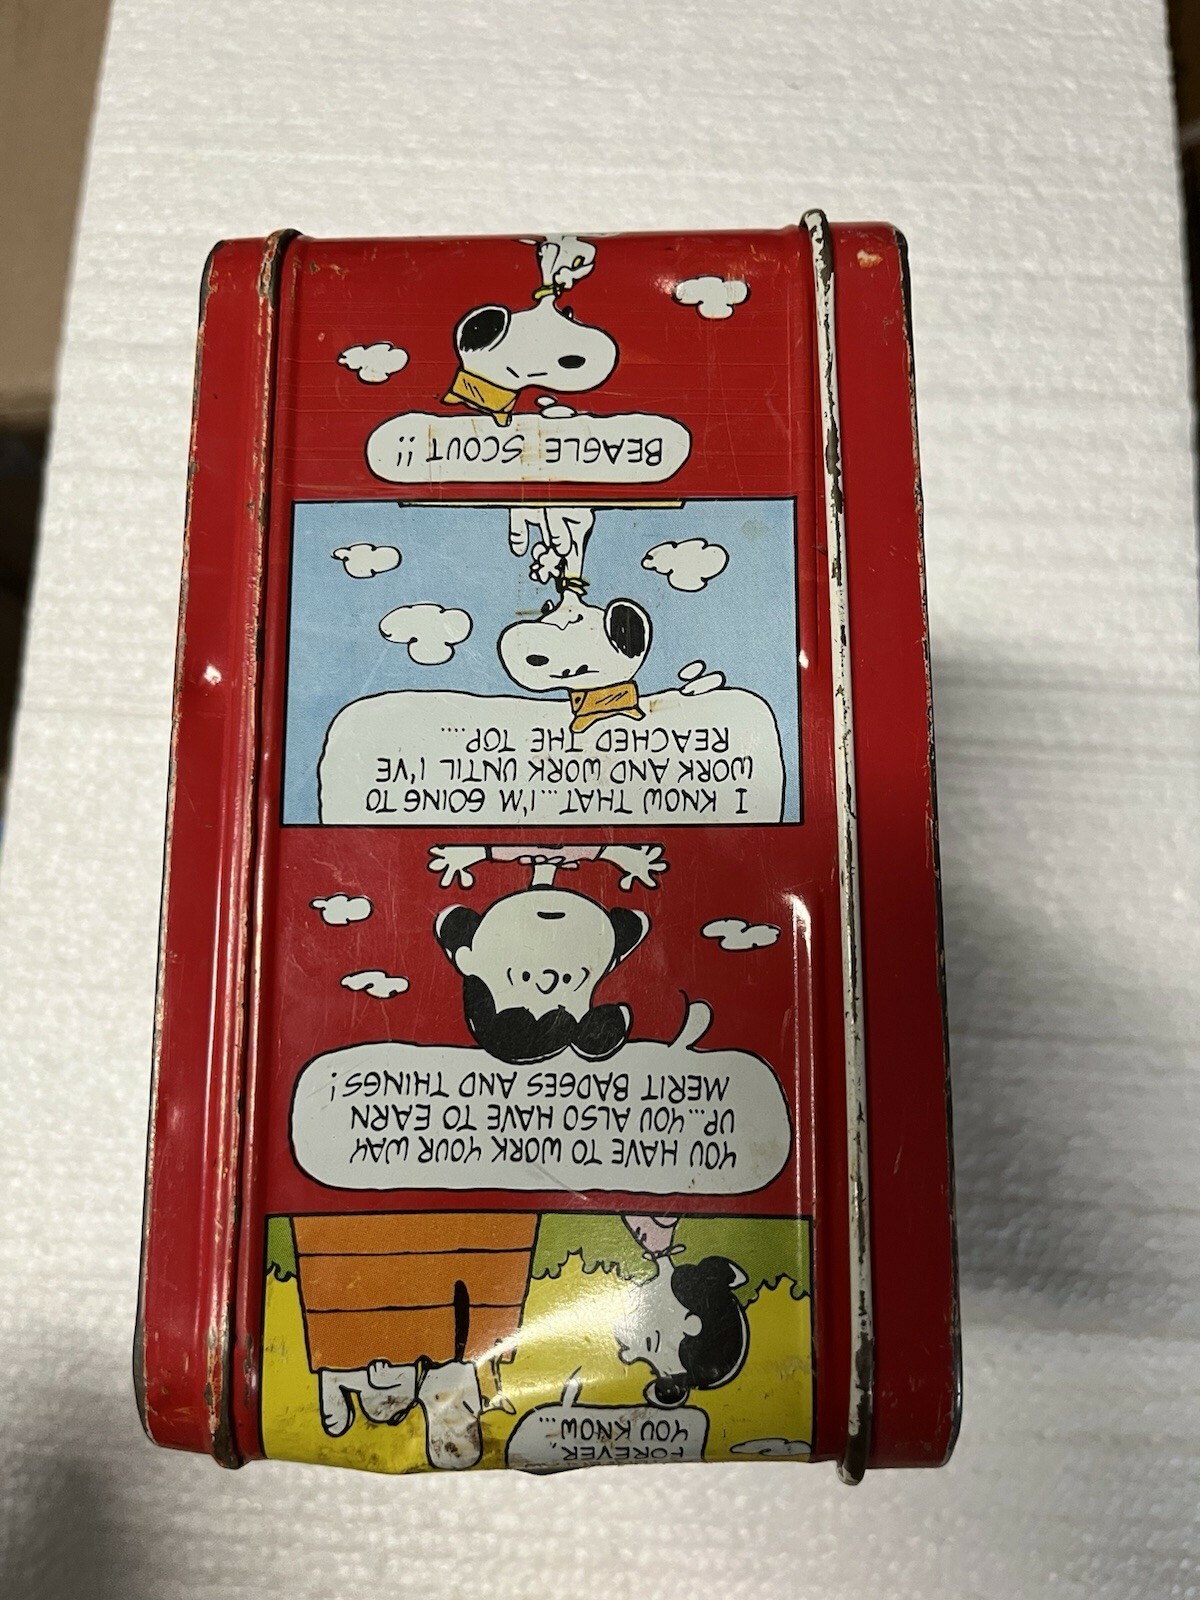 FOREVER,
YOU KNOW...
YOU HAVE TO WORK YOUR WAY
UP...YOU ALSO HAVE TO EARN
MERIT BADGES AND THINGS!
I KNOW THAT...I'M GOING TO
WORK AND WORK UNTIL I'VE
REACHED THE TOP....
BEAGLE SCOUT!!